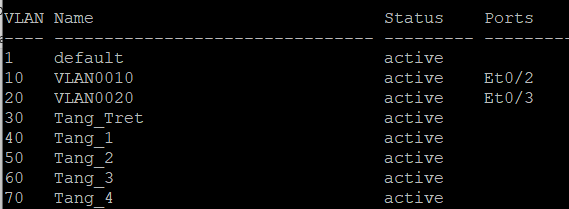 VLAN Name                             Status    Ports
---- -------------------------------- --------- ---------
1    default                          active
10   VLAN0010                         active    Et0/2
20   VLAN0020                         active    Et0/3
30   Tang_Tret                        active
40   Tang_1                           active
50   Tang_2                           active
60   Tang_3                           active
70   Tang_4                           active